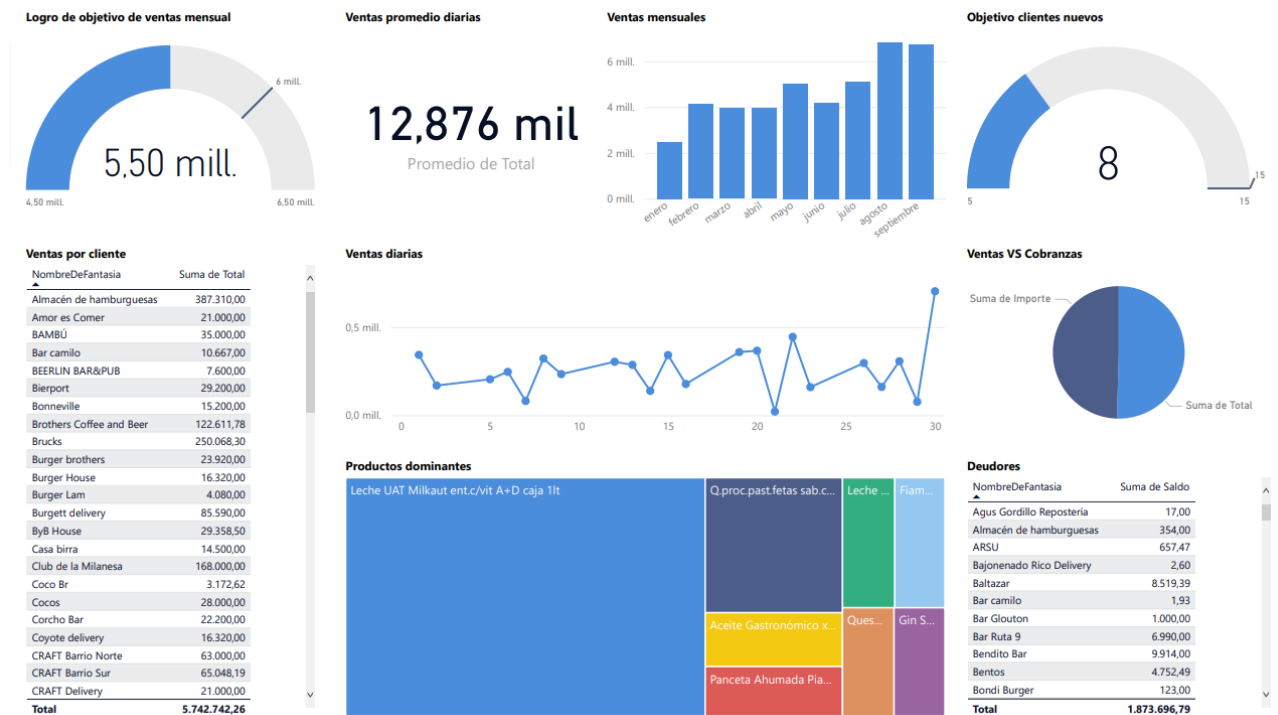 Logro de objetivo de ventas mensual
6 mill.
5,50 mill.
4,50 mill.
6,50 mill.
Ventas promedio diarias
12,876 mil
Promedio de Total
Ventas mensuales
6 mill.
4 mill.
2 mill.
0 mill.
enero
febrero
marzo
abril
mayo
junio
julio
agosto
septiembre
Objetivo clientes nuevos
8
15
5
15
Ventas por cliente
NombreDeFantasia Suma de Total
Almacén de hamburguesas 387.310,00
Amor es Comer 21.000,00
BAMBÚ 35.000,00
Bar camilo 10.667,00
BEERLIN BAR&PUB 7.600,00
Bierport 29.200,00
Bonneville 15.200,00
Brothers Coffee and Beer 122.611,78
Brucks 250.068,30
Burger brothers 23.920,00
Burger House 16.320,00
Burger Lam 4.080,00
Burgett delivery 85.590,00
ByB House 29.358,50
Casa birra 14.500,00
Club de la Milanesa 168.000,00
Coco Br 3.172,62
Cocos 28.000,00
Corcho Bar 22.200,00
Coyote delivery 16.320,00
CRAFT Barrio Norte 63.000,00
CRAFT Barrio Sur 65.048,19
CRAFT Delivery 21.000,00
Total 5.742.742,26
Ventas diarias
0,5 mill.
0,0 mill.
0 5 10 15 20 25 30
Productos dominantes
Leche UAT Milkaut ent.c/vit A+D caja 1lt
Q.proc.past.fetas sab.c...
Leche ...
Fiam...
Aceite Gastronómico x...
Ques...
Gin S...
Panceta Ahumada Pia...
Ventas VS Cobranzas
Suma de Importe
Suma de Total
Deudores
NombreDeFantasia Suma de Saldo
Agus Gordillo Repostería 17,00
Almacén de hamburguesas 354,00
ARSU 657,47
Bajonenado Rico Delivery 2,60
Baltazar 8.519,39
Bar camilo 1,93
Bar Glouton 1.000,00
Bar Ruta 9 6.990,00
Bendito Bar 9.914,00
Bentos 4.752,49
Bondi Burger 123,00
Total 1.873.696,79